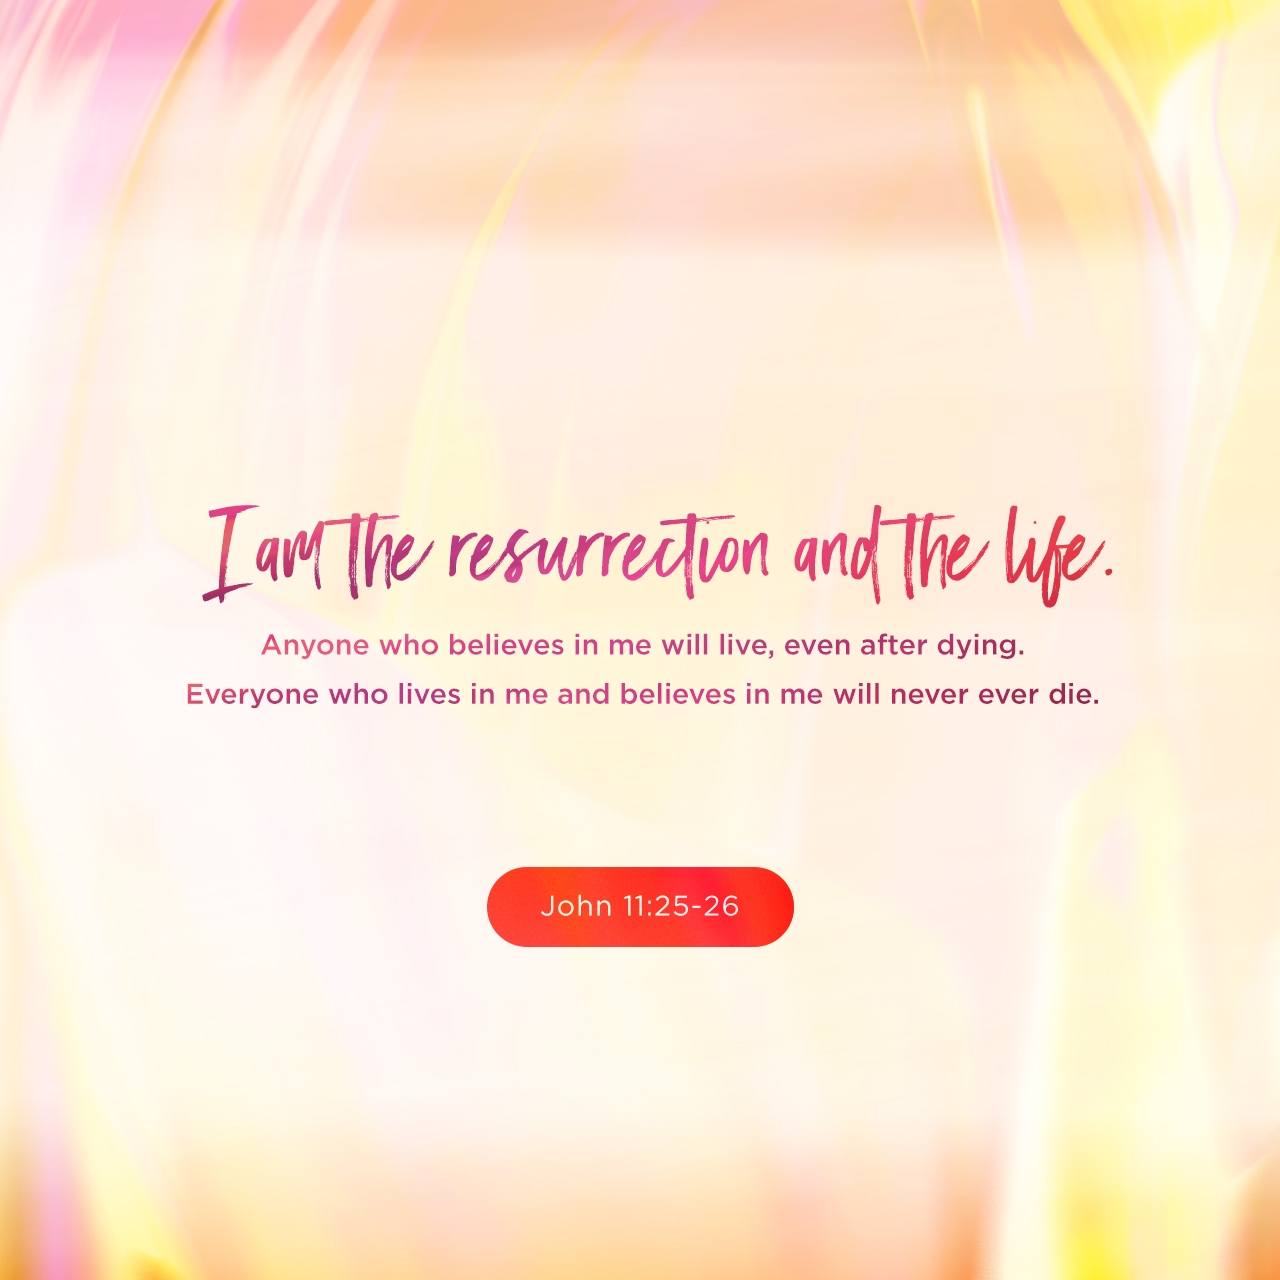 I am the resurrection and the life.
Anyone who believes in me will live, even after dying.
Everyone who lives in me and believes in me will never ever die.
John 11:25-26